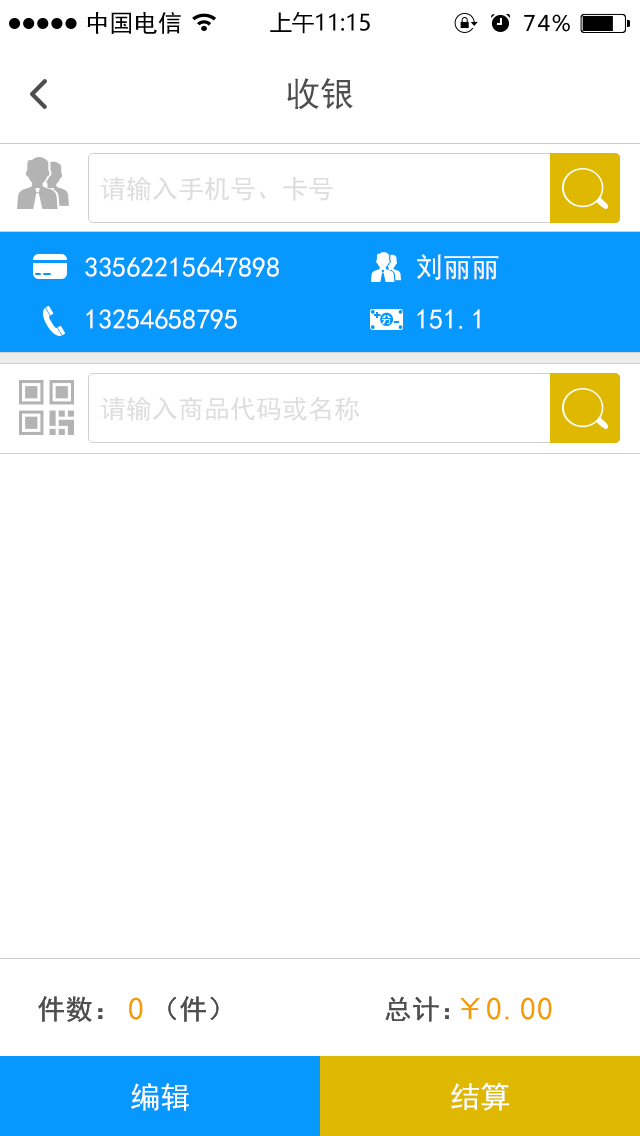 中国电信 上午11:15 74%
收银
请输入手机号、卡号
33562215647898 刘丽丽
13254658795 151.1
请输入商品代码或名称
件数：0（件） 总计：￥0.00
编辑 结算